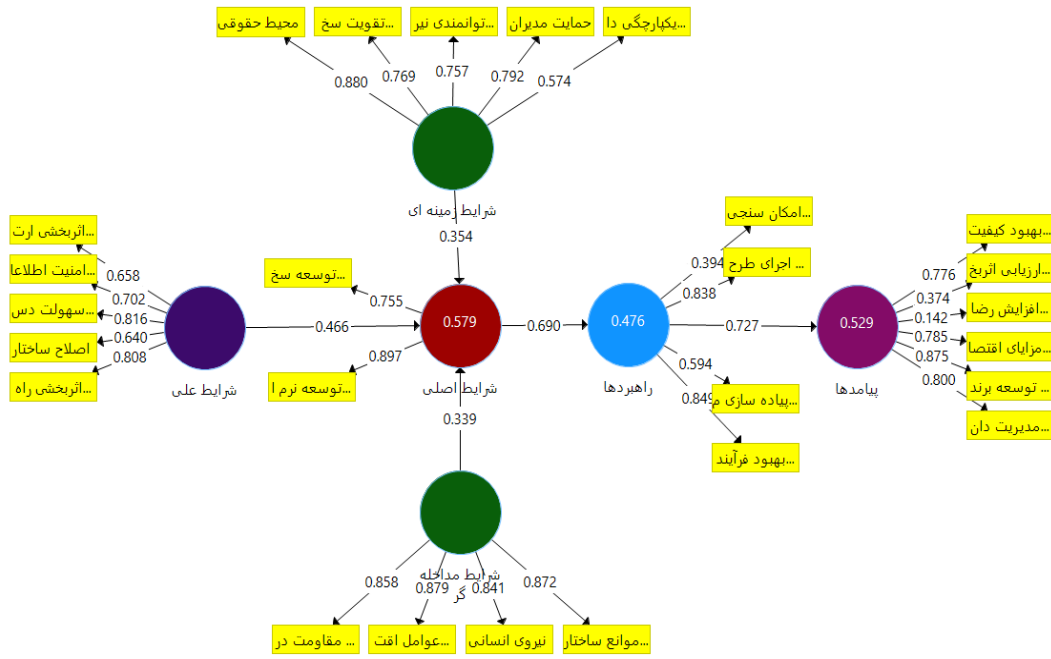 محیط حقوقی
تقویت سخ...
توانمندی نیر...
حمایت مدیران
یکپارچگی دا...
0.880
0.769
0.757
0.792
0.574
شرایط زمینه ای
0.354
اثربخشی ارت...
امنیت اطلاعا...
سهولت دس...
اصلاح ساختار
اثربخشی راه...
0.658
0.702
0.816
0.640
0.808
شرایط علی
0.466
توسعه سخ...
0.755
0.579
0.897
توسعه نرم ا...
شرایط اصلی
0.690
امکان سنجی...
0.394
اجرای طرح ...
0.838
0.476
راهبردها
0.594
پیاده سازی م...
0.849
بهبود فرآیند...
0.727
0.529
پیامدها
بهبود کیفیت...
ارزیابی اثربخ...
افزایش رضا...
مزایای اقتصا...
توسعه برند ...
مدیریت دان...
0.776
0.374
0.142
0.785
0.875
0.800
0.339
شرایط مداخله
گر
0.858
0.879
0.841
0.872
مقاومت در ...
عوامل اقت...
نیروی انسانی
موانع ساختار...